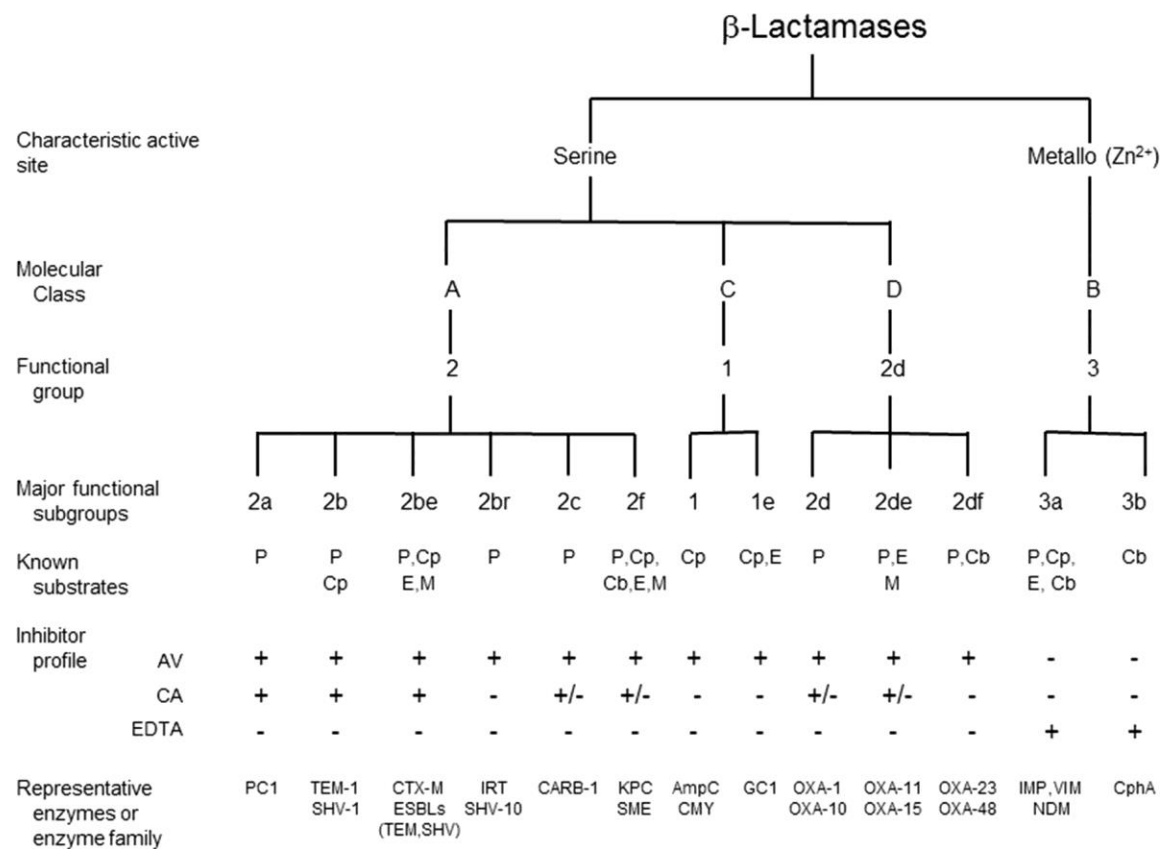 β-Lactamases
Characteristic active
site
Serine
Metallo (Zn²⁺)
Molecular
Class
A
C
D
B
Functional
group
2
1
2d
3
Major functional
subgroups
2a 2b 2be 2br 2c 2f 1 1e 2d 2de 2df 3a 3b
Known
substrates
P P P,Cp P P P,Cp, Cp Cp,E P P,E P,Cb P,Cp, Cb
Cp E,M Cb,E,M M E, Cb
Inhibitor
profile
AV + + + + + + + + + + + - -
CA + + + - +/- +/- - - +/- +/- - - -
EDTA - - - - - - - - - - - + +
Representative
enzymes or
enzyme family
PC1 TEM-1 CTX-M IRT CARB-1 KPC AmpC GC1 OXA-1 OXA-11 OXA-23 IMP,VIM CphA
SHV-1 ESBLs SHV-10 SME CMY OXA-10 OXA-15 OXA-48 NDM
(TEM,SHV)